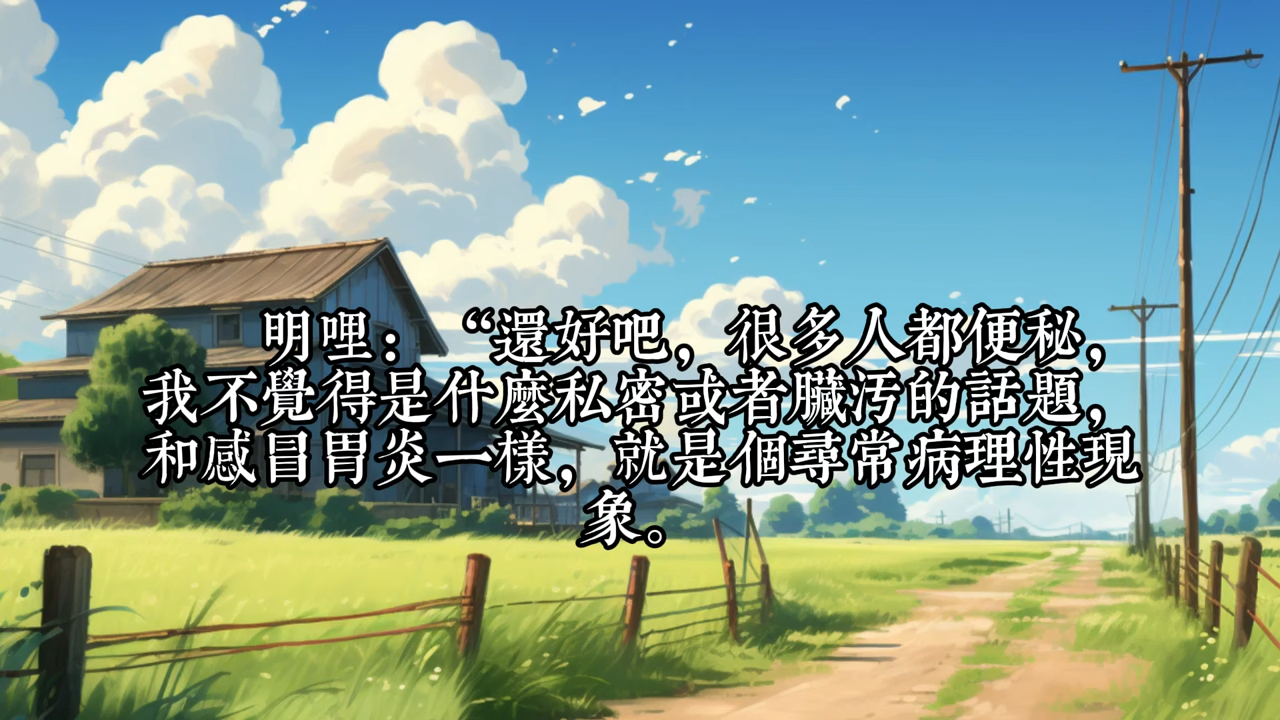 明哩：“還好吧，很多人都便秘，
我不覺得是什麼私密或者臟汚的話題，
和感冒胃炎一樣，就是個尋常病理性現
象。